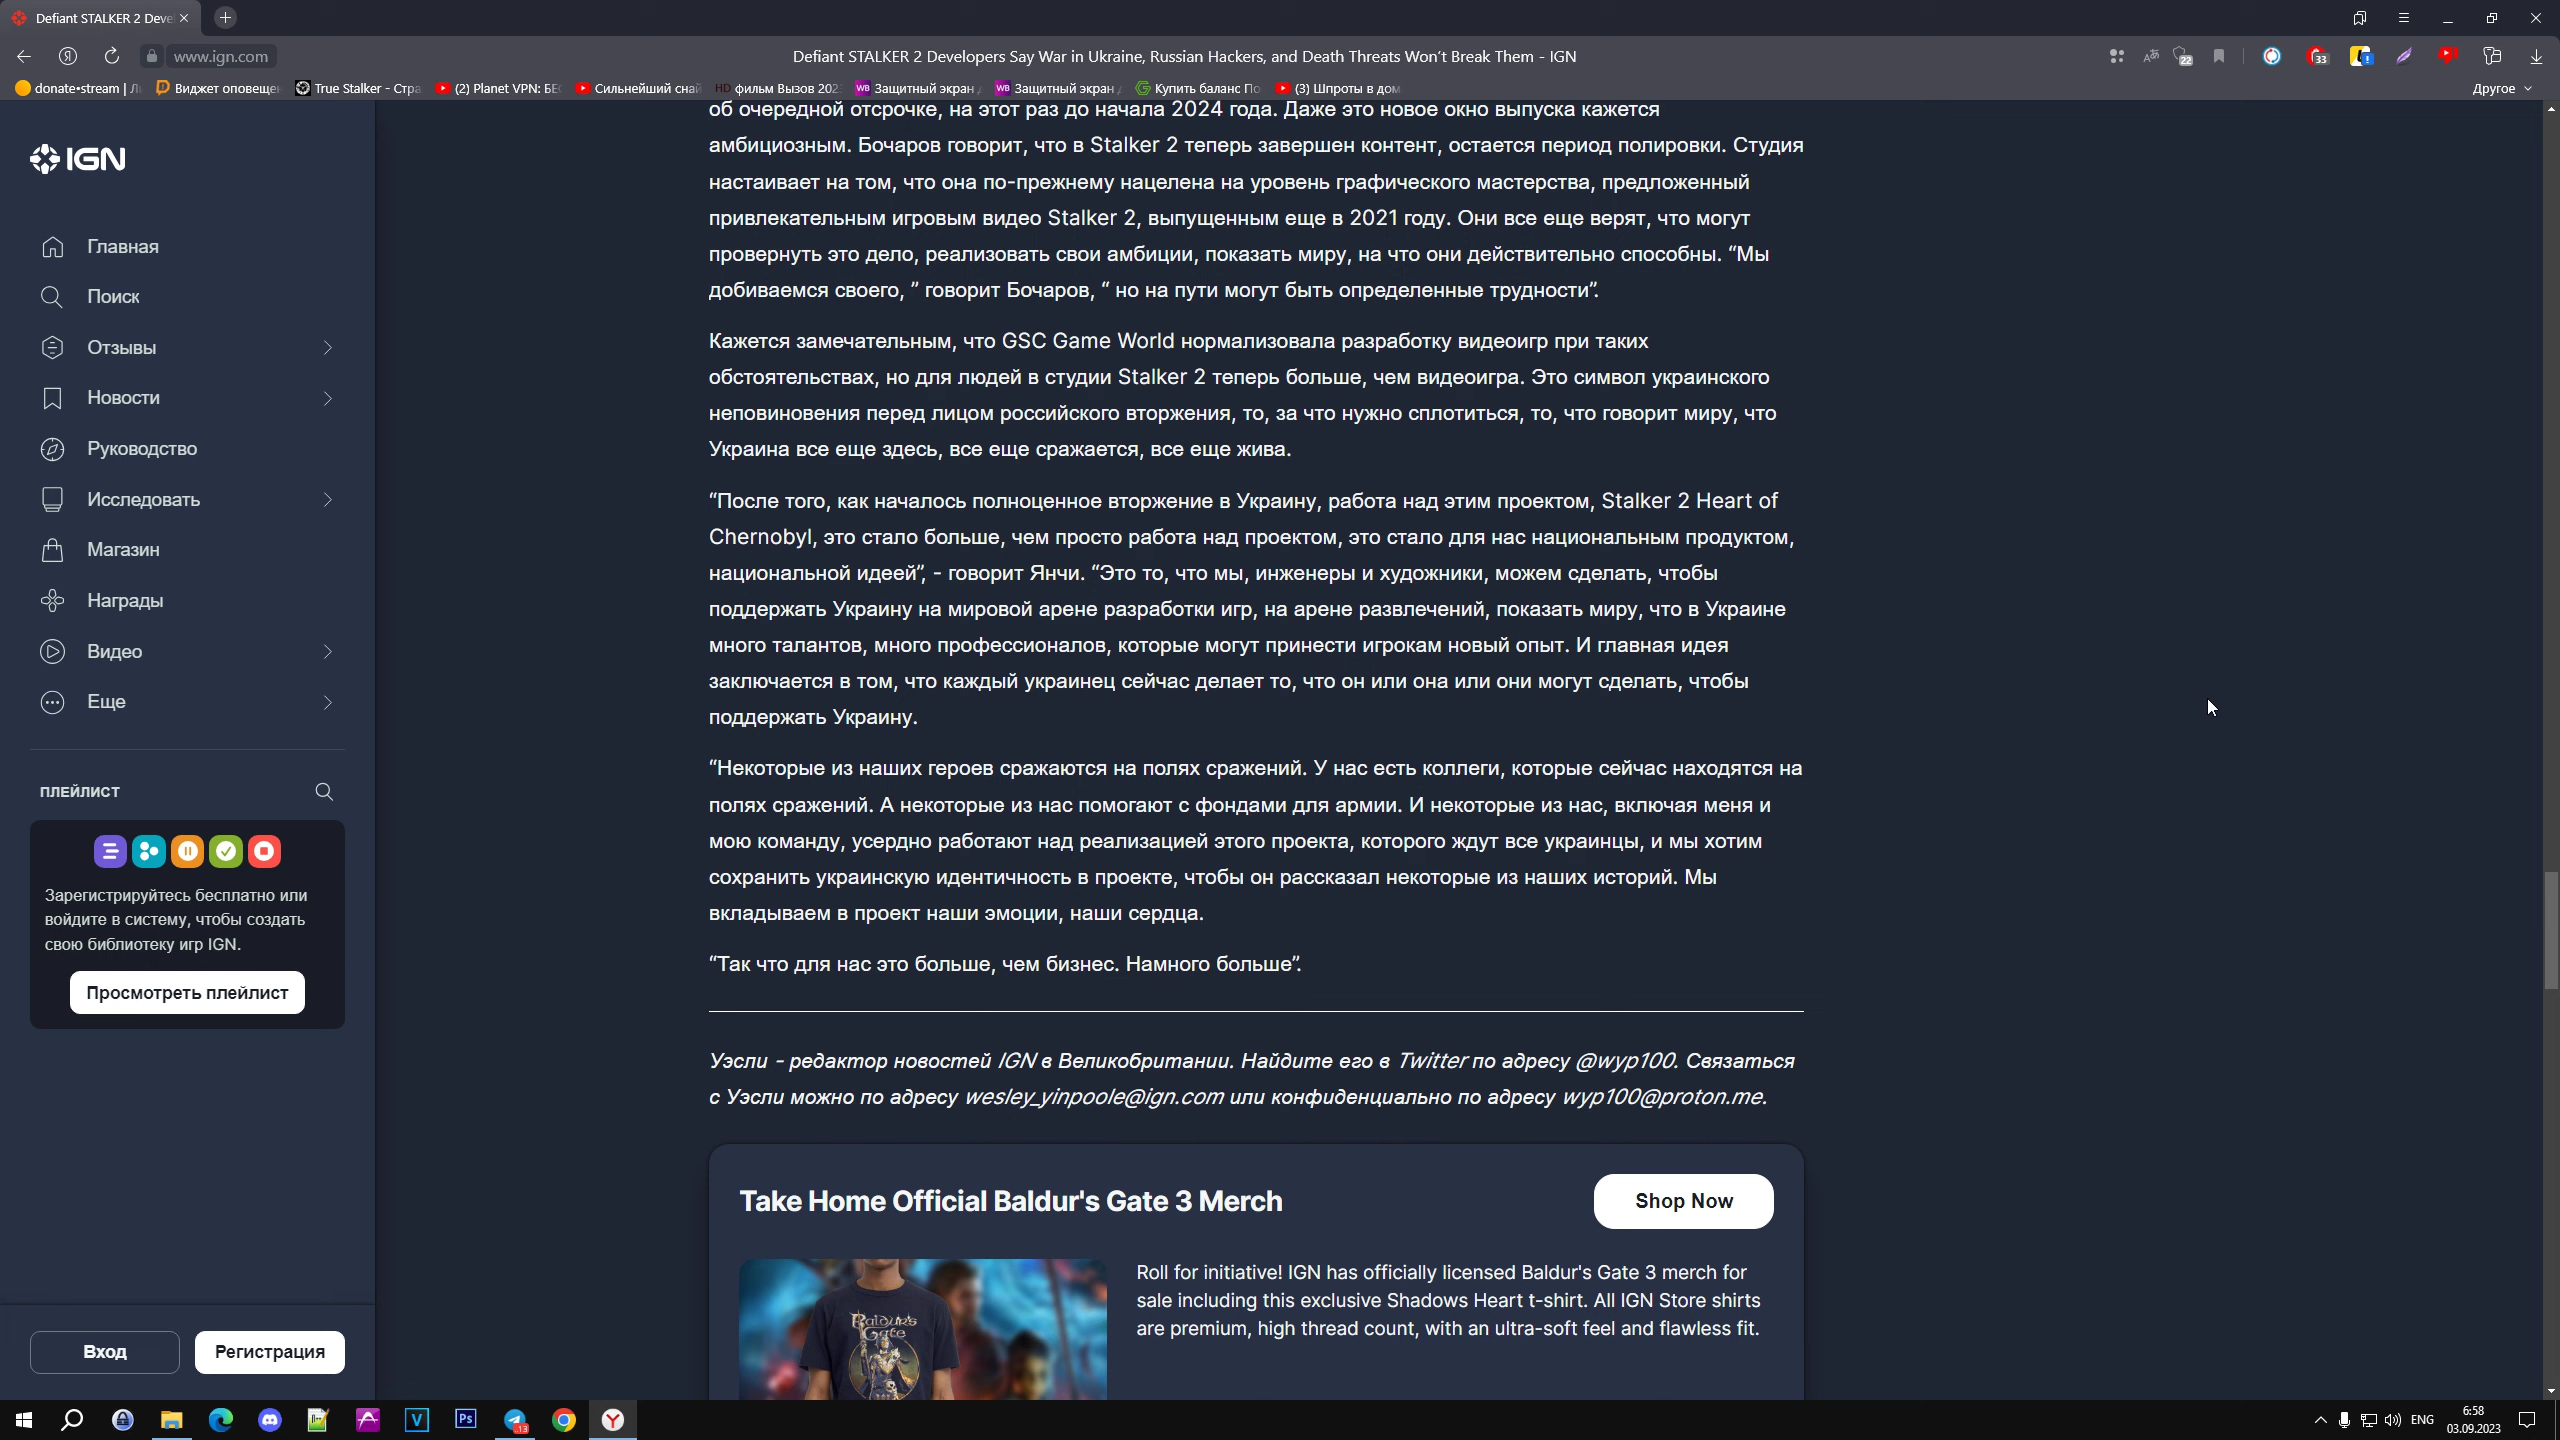 Defiant STALKER 2 Deve
www.ign.com
Defiant STALKER 2 Developers Say War in Ukraine, Russian Hackers, and Death Threats Won't Break Them - IGN
22
33
donate•stream | Л
Виджет оповеще
True Stalker - Стра
(2) Planet VPN: БЕ
Сильнейший снай
HD фильм Вызов 202
WB Защитный экран
WB Защитный экран
Купить баланс По
(3) Шпроты в дом
Другое
IGN
Главная
Поиск
Отзывы
Новости
Руководство
Исследовать
Магазин
Награды
Видео
Еще
ПЛЕЙЛИСТ
Зарегистрируйтесь бесплатно или
войдите в систему, чтобы создать
свою библиотеку игр IGN.
Просмотреть плейлист
Вход
Регистрация
об очередной отсрочке, на этот раз до начала 2024 года. Даже это новое окно выпуска кажется
амбициозным. Бочаров говорит, что в Stalker 2 теперь завершен контент, остается период полировки. Студия
настаивает на том, что она по-прежнему нацелена на уровень графического мастерства, предложенный
привлекательным игровым видео Stalker 2, выпущенным еще в 2021 году. Они все еще верят, что могут
провернуть это дело, реализовать свои амбиции, показать миру, на что они действительно способны. “Мы
добиваемся своего, ” говорит Бочаров, “ но на пути могут быть определенные трудности”.
Кажется замечательным, что GSC Game World нормализовала разработку видеоигр при таких
обстоятельствах, но для людей в студии Stalker 2 теперь больше, чем видеоигра. Это символ украинского
неповиновения перед лицом российского вторжения, то, за что нужно сплотиться, то, что говорит миру, что
Украина все еще здесь, все еще сражается, все еще жива.
“После того, как началось полноценное вторжение в Украину, работа над этим проектом, Stalker 2 Heart of
Chernobyl, это стало больше, чем просто работа над проектом, это стало для нас национальным продуктом,
национальной идеей”, - говорит Янчи. “Это то, что мы, инженеры и художники, можем сделать, чтобы
поддержать Украину на мировой арене разработки игр, на арене развлечений, показать миру, что в Украине
много талантов, много профессионалов, которые могут принести игрокам новый опыт. И главная идея
заключается в том, что каждый украинец сейчас делает то, что он или она или они могут сделать, чтобы
поддержать Украину.
“Некоторые из наших героев сражаются на полях сражений. У нас есть коллеги, которые сейчас находятся на
полях сражений. А некоторые из нас помогают с фондами для армии. И некоторые из нас, включая меня и
мою команду, усердно работают над реализацией этого проекта, которого ждут все украинцы, и мы хотим
сохранить украинскую идентичность в проекте, чтобы он рассказал некоторые из наших историй. Мы
вкладываем в проект наши эмоции, наши сердца.
“Так что для нас это больше, чем бизнес. Намного больше”.
Уэсли - редактор новостей IGN в Великобритании. Найдите его в Twitter по адресу @wyp100. Связаться
с Уэсли можно по адресу wesley_yinpoole@ign.com или конфиденциально по адресу wyp100@proton.me.
Take Home Official Baldur's Gate 3 Merch
Shop Now
Baldur's
Gate
Roll for initiative! IGN has officially licensed Baldur's Gate 3 merch for
sale including this exclusive Shadows Heart t-shirt. All IGN Store shirts
are premium, high thread count, with an ultra-soft feel and flawless fit.
V
Ps
13
ENG
6:58
03.09.2023